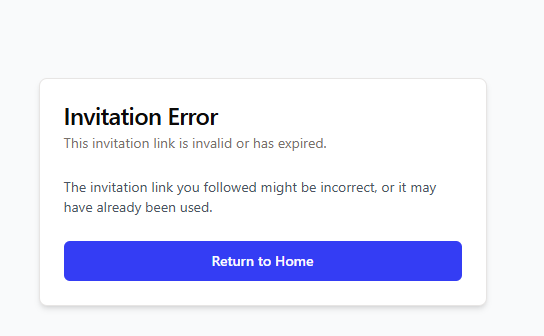 Invitation Error
This invitation link is invalid or has expired.
The invitation link you followed might be incorrect, or it may
have already been used.
Return to Home